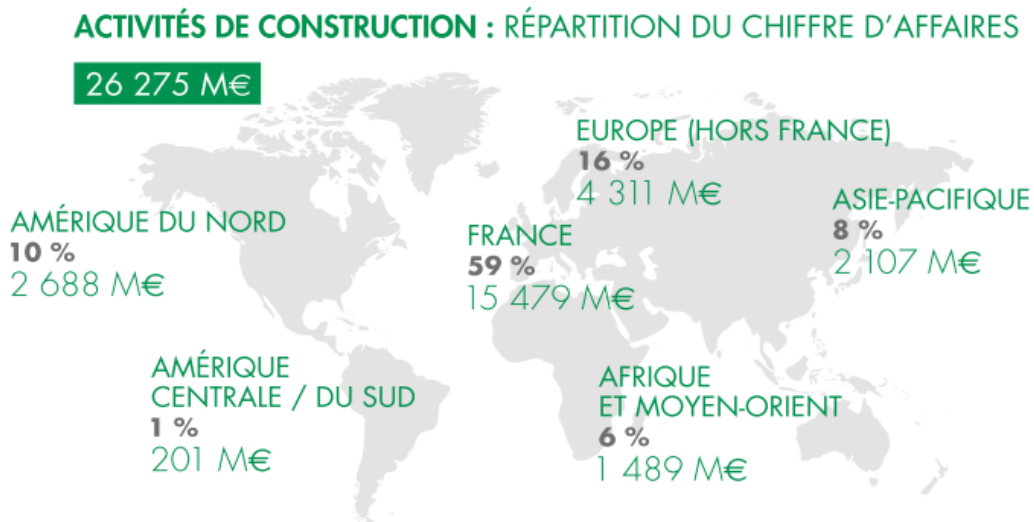 ACTIVITÉS DE CONSTRUCTION : RÉPARTITION DU CHIFFRE D'AFFAIRES
26 275 M€
EUROPE (HORS FRANCE)
16 %
4 311 M€
ASIE-PACIFIQUE
8 %
2 107 M€
AMÉRIQUE DU NORD
10 %
2 688 M€
FRANCE
59 %
15 479 M€
AMÉRIQUE
CENTRALE / DU SUD
1 %
201 M€
AFRIQUE
ET MOYEN-ORIENT
6 %
1 489 M€